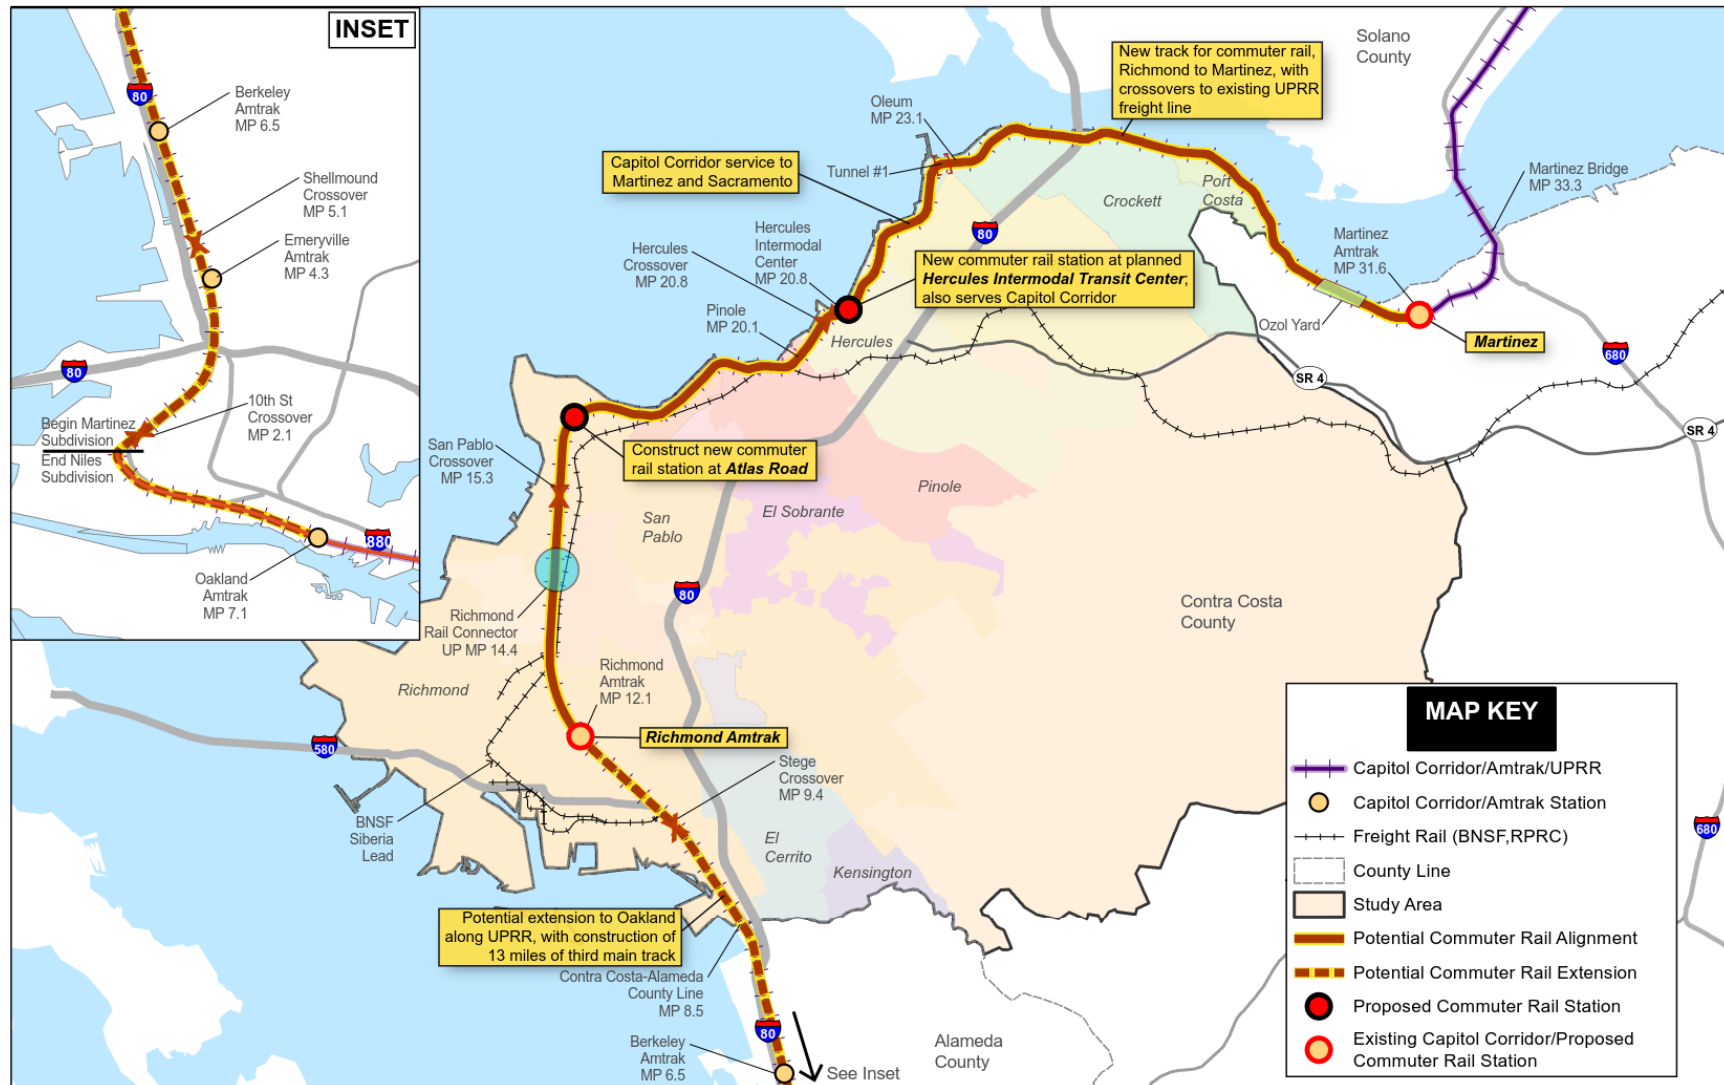 INSET
80
Berkeley
Amtrak
MP 6.5
Shellmound
Crossover
MP 5.1
Emeryville
Amtrak
MP 4.3
80
10th St
Crossover
MP 2.1
Begin Martinez
Subdivision
End Niles
Subdivision
880
Oakland
Amtrak
MP 7.1
Solano
County
New track for commuter rail,
Richmond to Martinez, with
crossovers to existing UPRR
freight line
Oleum
MP 23.1
Capitol Corridor service to
Martinez and Sacramento
Tunnel #1
Crockett
Port
Costa
Martinez Bridge
MP 33.3
80
Hercules
Intermodal
Center
MP 20.8
Hercules
Crossover
MP 20.8
New commuter rail station at planned
Hercules Intermodal Transit Center;
also serves Capitol Corridor
Martinez
Amtrak
MP 31.6
Pinole
MP 20.1
Hercules
Ozol Yard
Martinez
680
SR 4
SR 4
San Pablo
Crossover
MP 15.3
Construct new commuter
rail station at Atlas Road
Pinole
El Sobrante
San
Pablo
80
Richmond
Rail Connector
UP MP 14.4
Contra Costa
County
Richmond
Richmond
Amtrak
MP 12.1
Richmond Amtrak
580
Stege
Crossover
MP 9.4
BNSF
Siberia
Lead
El
Cerrito
Kensington
Potential extension to Oakland
along UPRR, with construction of
13 miles of third main track
Contra Costa-Alameda
County Line
MP 8.5
80
Berkeley
Amtrak
MP 6.5
See Inset
Alameda
County
680
MAP KEY
Capitol Corridor/Amtrak/UPRR
Capitol Corridor/Amtrak Station
Freight Rail (BNSF,RPRC)
County Line
Study Area
Potential Commuter Rail Alignment
Potential Commuter Rail Extension
Proposed Commuter Rail Station
Existing Capitol Corridor/Proposed
Commuter Rail Station